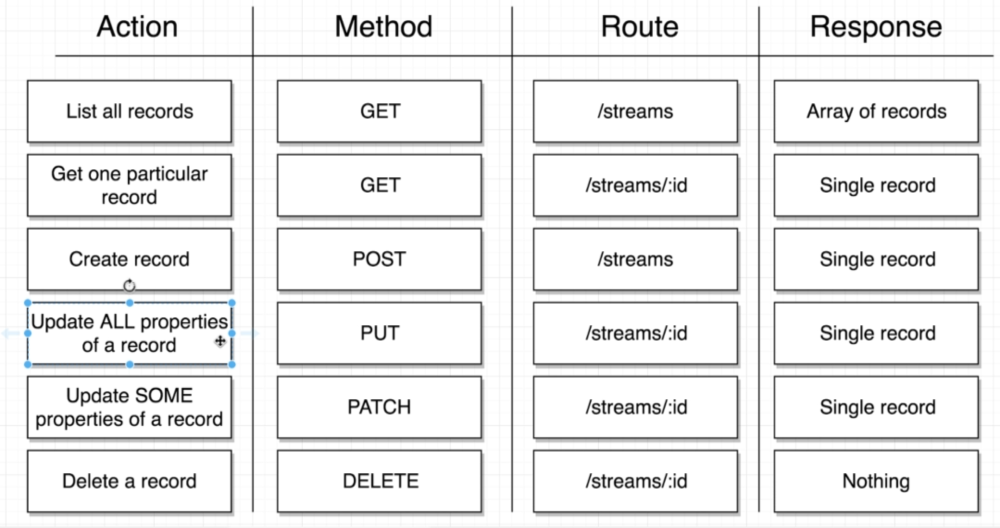 Action Method Route Response
List all records GET /streams Array of records
Get one particular
record GET /streams/:id Single record
Create record POST /streams Single record
Update ALL properties
of a record PUT /streams/:id Single record
Update SOME
properties of a record PATCH /streams/:id Single record
Delete a record DELETE /streams/:id Nothing